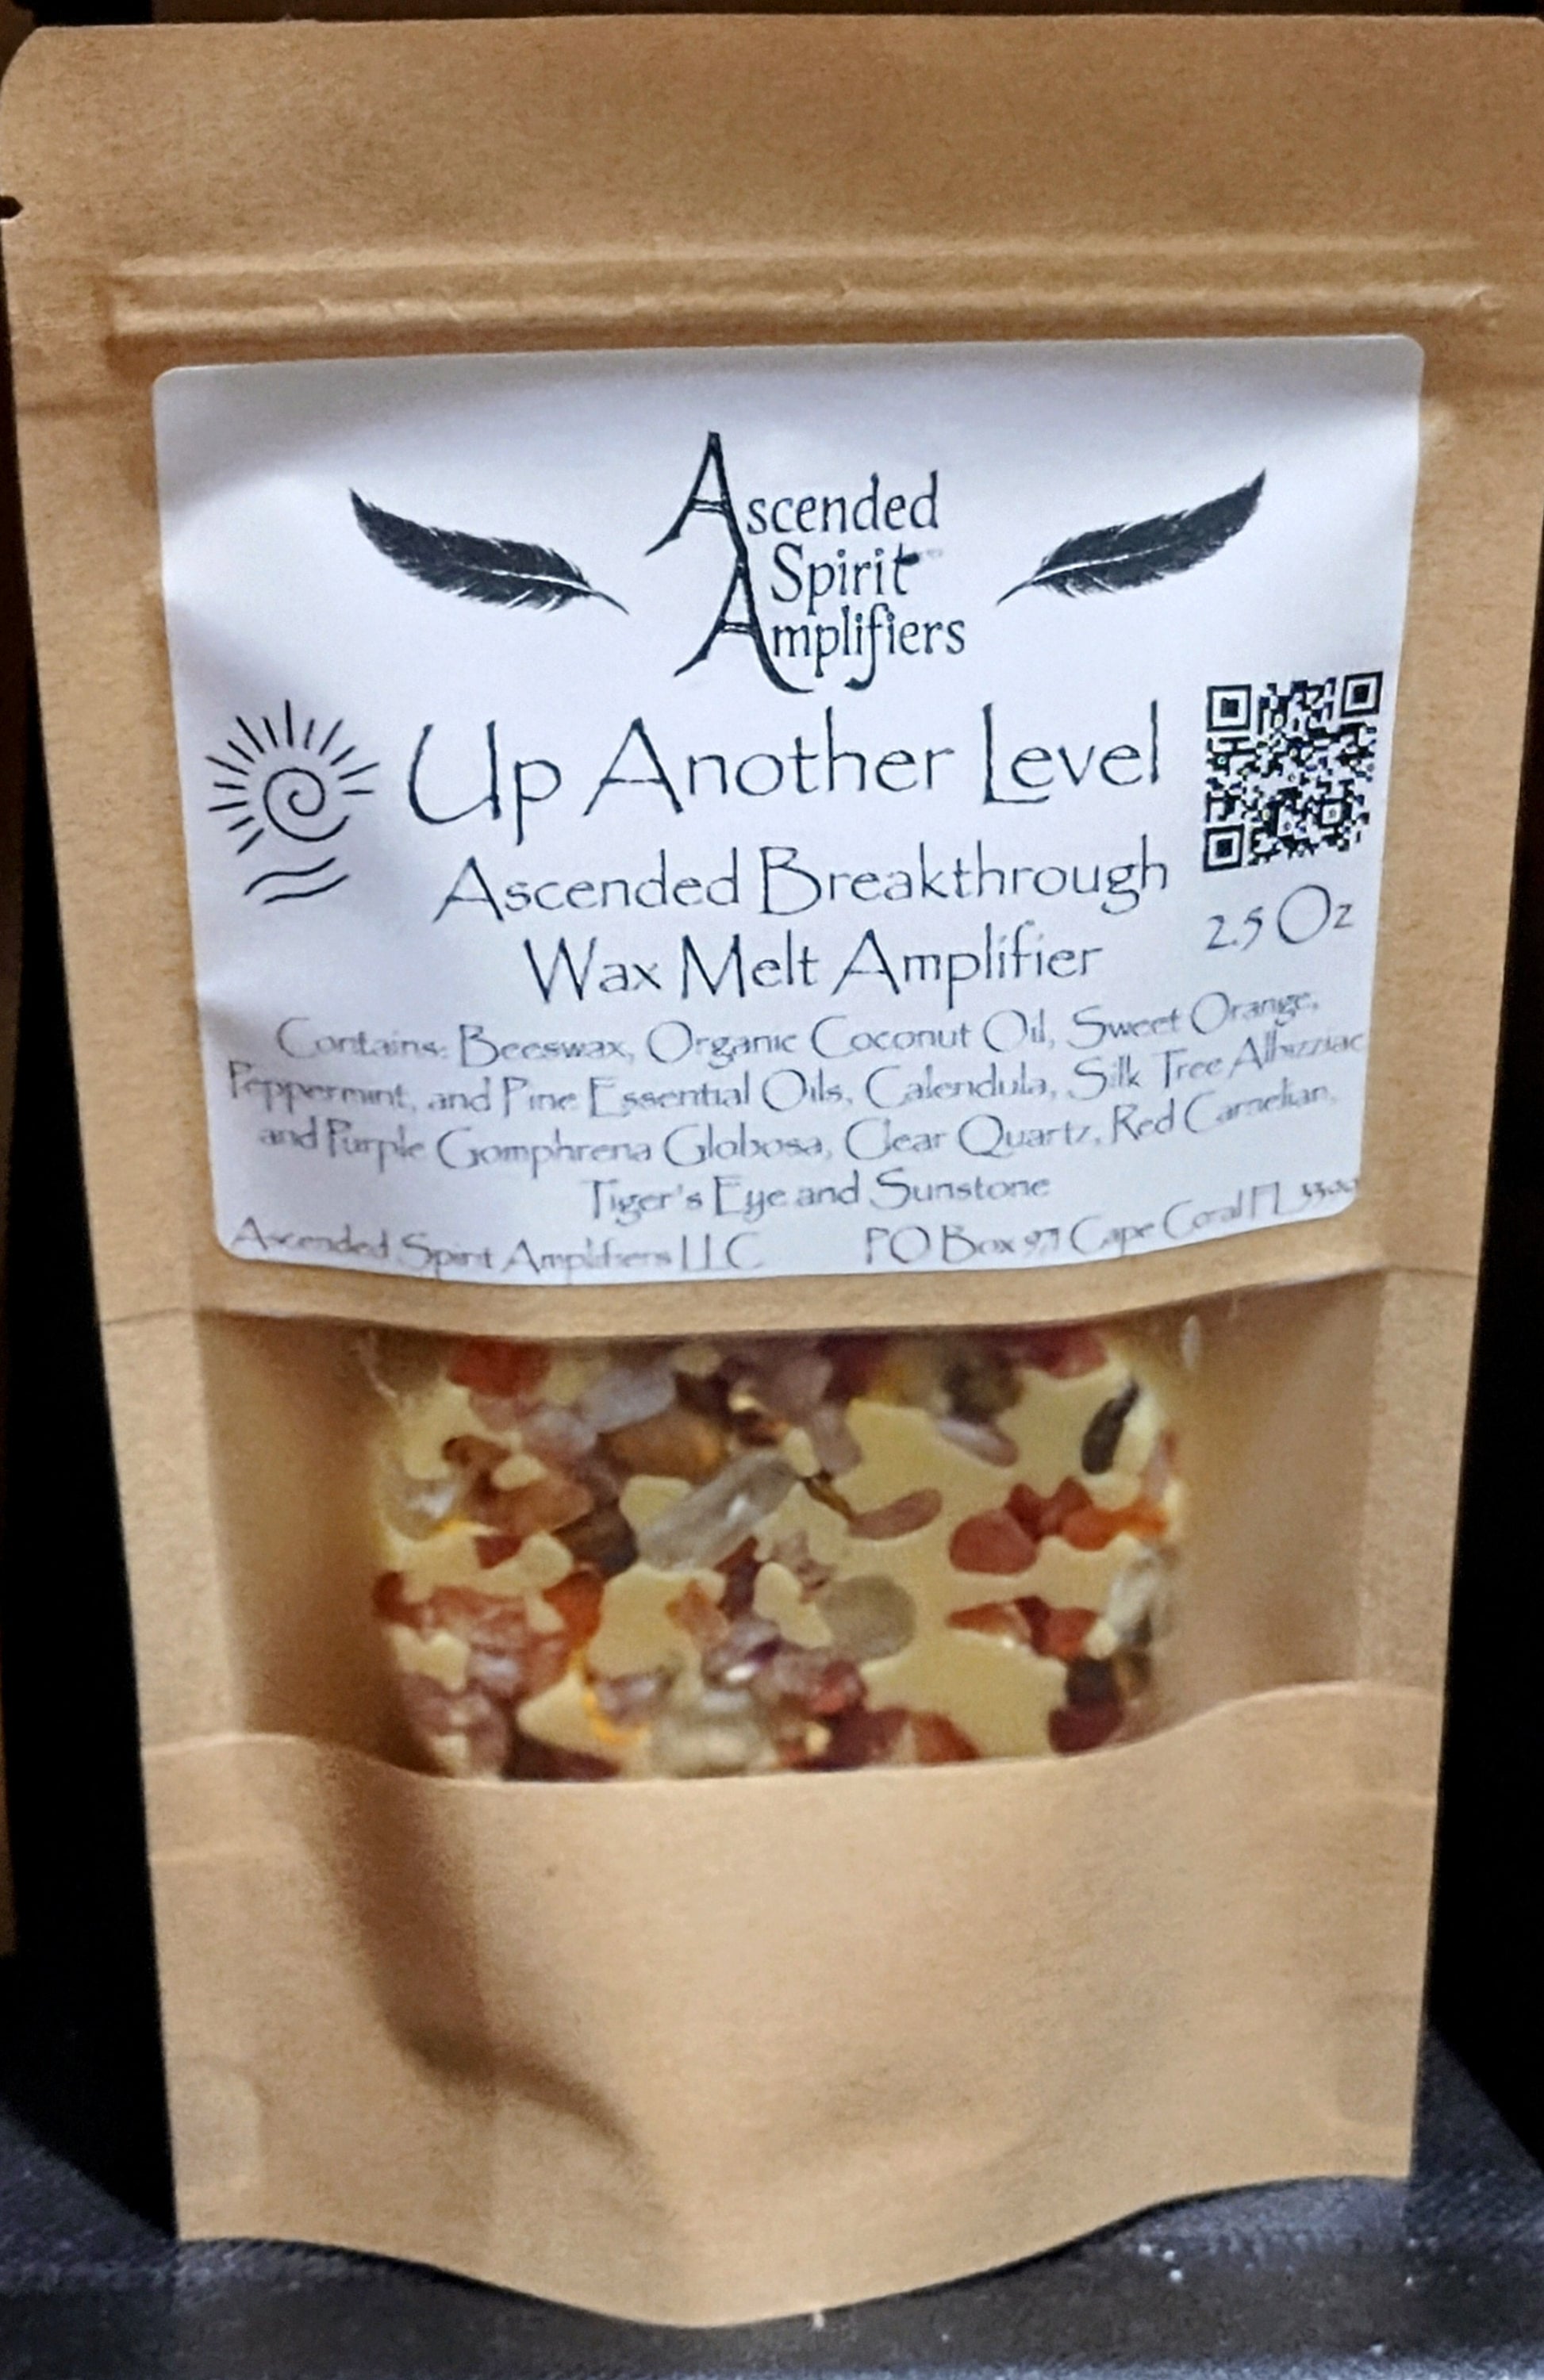 Ascended
Spirit
Amplifiers
Up Another Level
Ascended Breakthrough
Wax Melt Amplifier
2.5 Oz
Contains: Beeswax, Organic Coconut Oil, Sweet Orange,
Peppermint, and Pine Essential Oils, Calendula, Silk Tree Albizziae
and Purple Gomphrena Globosa, Clear Quartz, Red Carnelian,
Tiger's Eye and Sunstone
Ascended Spirit Amplifiers LLC
PO Box Cape Coral FL